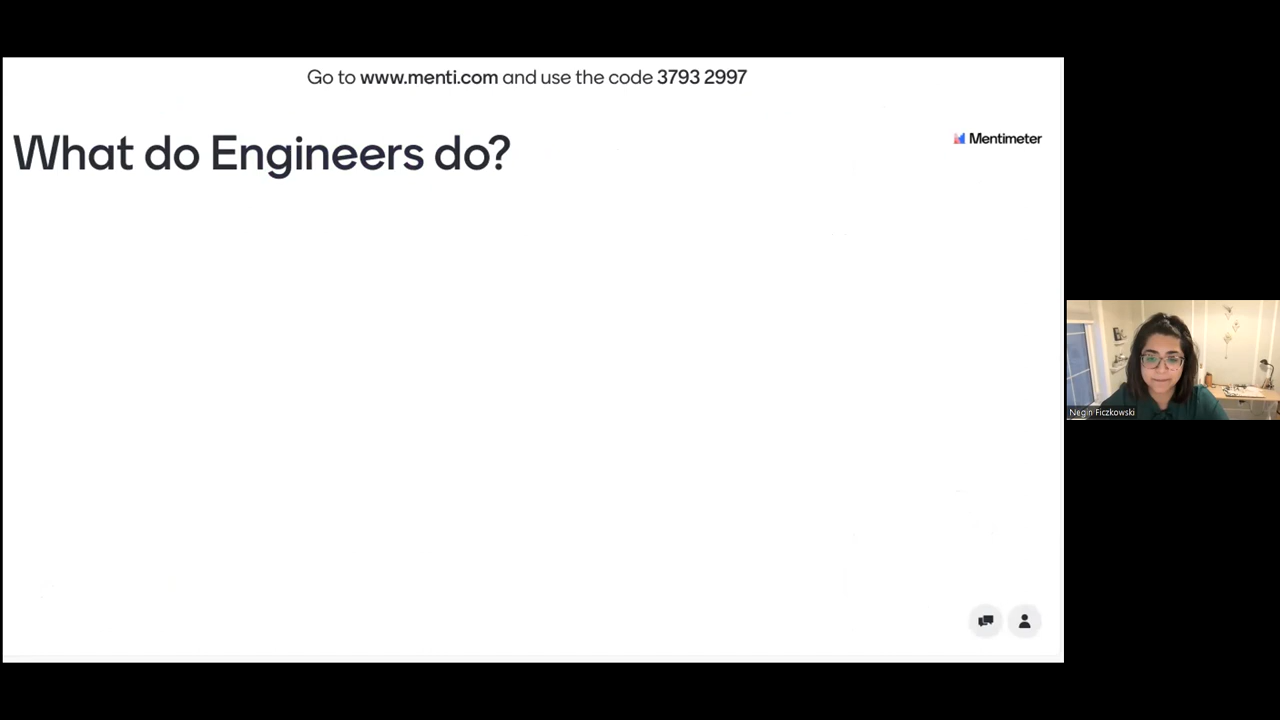 Go to www.menti.com and use the code 3793 2997
What do Engineers do?
Mentimeter
Negin Ficzkowski